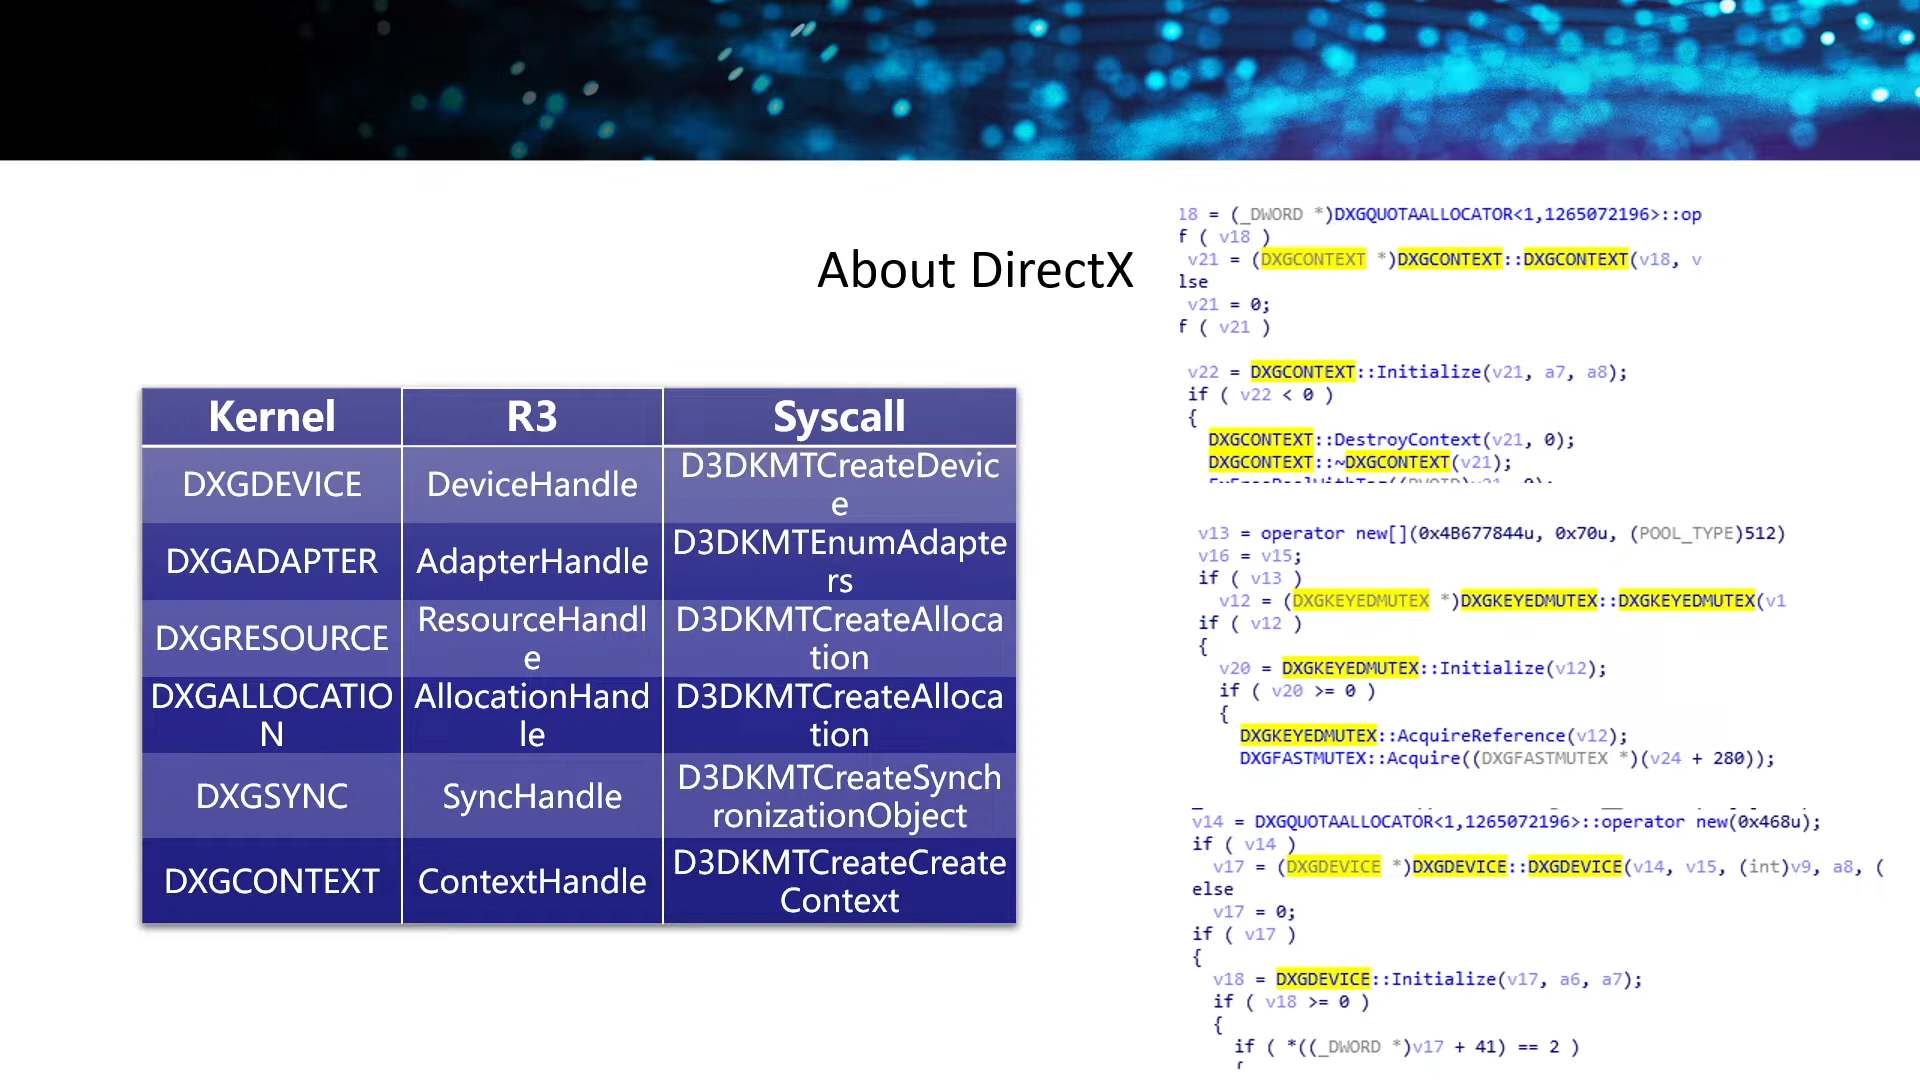 About DirectX
Kernel R3 Syscall
DXGDEVICE DeviceHandle D3DKMTCreateDevic
e
DXGADAPTER AdapterHandle D3DKMTEnumAdapte
rs
DXGRESOURCE ResourceHandl
e D3DKMTCreateAlloca
tion
DXGALLOCATIO
N AllocationHand
le D3DKMTCreateAlloca
tion
DXGSYNC SyncHandle D3DKMTCreateSynch
ronizationObject
DXGCONTEXT ContextHandle D3DKMTCreateCreate
Context
18 = (_DWORD *)DXGQUOTAALLOCATOR<1,1265072196>::op
f ( v18 )
v21 = (DXGCONTEXT *)DXGCONTEXT::DXGCONTEXT(v18, v
lse
v21 = 0;
f ( v21 )
v22 = DXGCONTEXT::Initialize(v21, a7, a8);
if ( v22 < 0 )
{
DXGCONTEXT::DestroyContext(v21, 0);
DXGCONTEXT::~DXGCONTEXT(v21);
v13 = operator new[](0x4B677844u, 0x70u, (POOL_TYPE)512)
v16 = v15;
if ( v13 )
v12 = (DXGKEYEDMUTEX *)DXGKEYEDMUTEX::DXGKEYEDMUTEX(v1
if ( v12 )
{
v20 = DXGKEYEDMUTEX::Initialize(v12);
if ( v20 >= 0 )
{
DXGKEYEDMUTEX::AcquireReference(v12);
DXGFASTMUTEX::Acquire((DXGFASTMUTEX *)(v24 + 280));
v14 = DXGQUOTAALLOCATOR<1,1265072196>::operator new(0x468u);
if ( v14 )
v17 = (DXGDEVICE *)DXGDEVICE::DXGDEVICE(v14, v15, (int)v9, a8, (
else
v17 = 0;
if ( v17 )
{
v18 = DXGDEVICE::Initialize(v17, a6, a7);
if ( v18 >= 0 )
{
if ( *((_DWORD *)v17 + 41) == 2 )